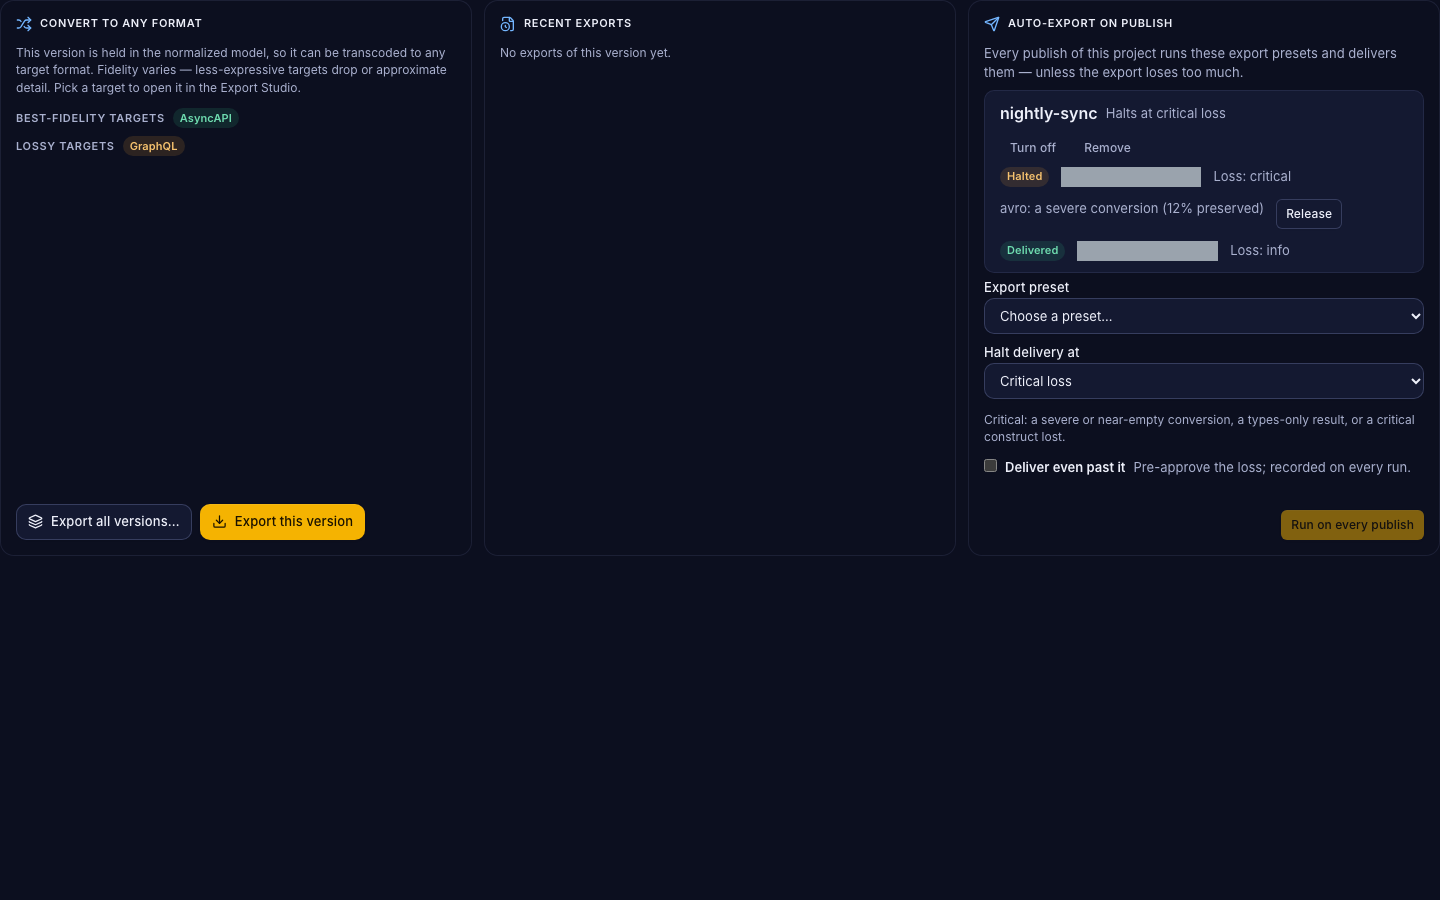 CONVERT TO ANY FORMAT
This version is held in the normalized model, so it can be transcoded to any
target format. Fidelity varies — less-expressive targets drop or approximate
detail. Pick a target to open it in the Export Studio.
BEST-FIDELITY TARGETS AsyncAPI
LOSSY TARGETS GraphQL
Export all versions... Export this version
RECENT EXPORTS
No exports of this version yet.
AUTO-EXPORT ON PUBLISH
Every publish of this project runs these export presets and delivers
them — unless the export loses too much.
nightly-sync Halts at critical loss
Turn off Remove
Halted Loss: critical
avro: a severe conversion (12% preserved) Release
Delivered Loss: info
Export preset
Choose a preset...
Halt delivery at
Critical loss
Critical: a severe or near-empty conversion, a types-only result, or a critical
construct lost.
Deliver even past it Pre-approve the loss; recorded on every run.
Run on every publish